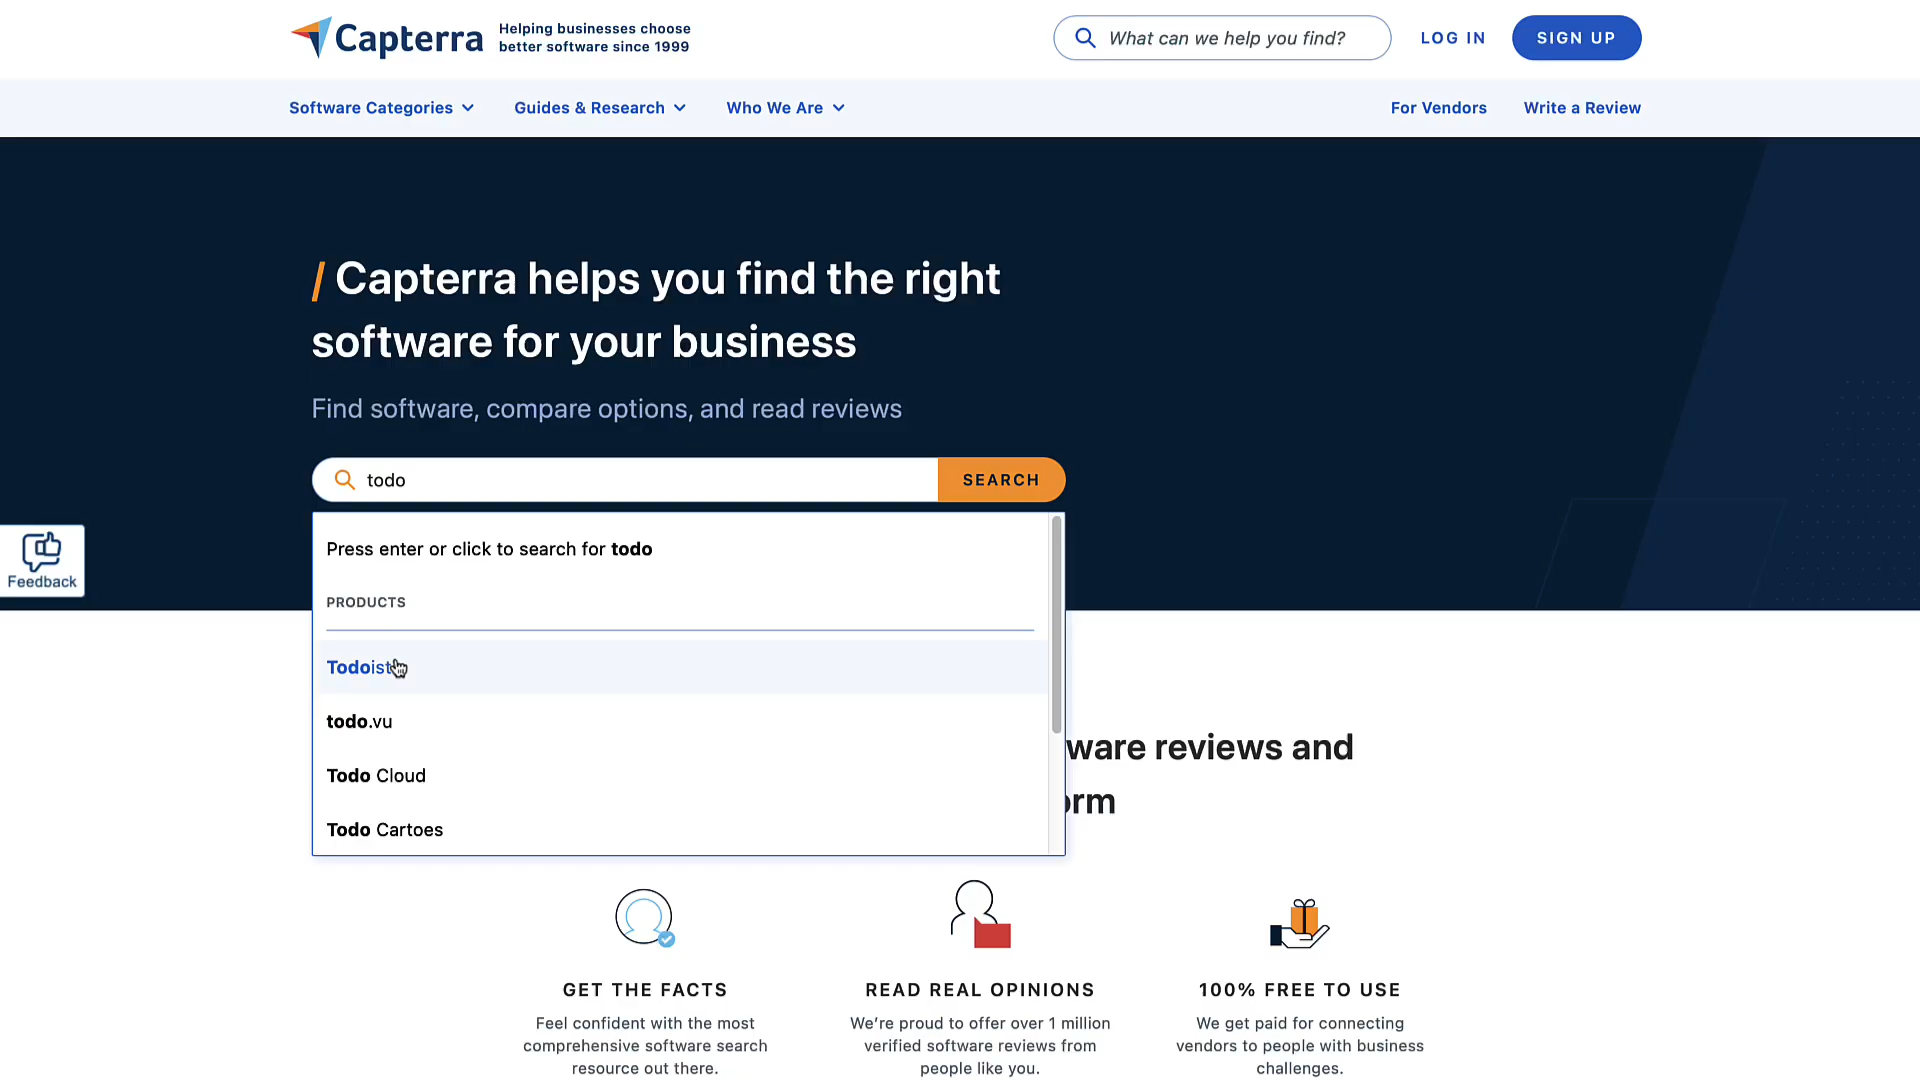 Capterra
Helping businesses choose
better software since 1999
What can we help you find?
LOG IN
SIGN UP
Software Categories
Guides & Research
Who We Are
For Vendors
Write a Review
/ Capterra helps you find the right
software for your business
Find software, compare options, and read reviews
todo
SEARCH
Feedback
Press enter or click to search for todo
PRODUCTS
Todoist
todo.vu
Todo Cloud
Todo Cartoes
reviews and
GET THE FACTS
Feel confident with the most
comprehensive software search
resource out there.
READ REAL OPINIONS
We're proud to offer over 1 million
verified software reviews from
people like you.
100% FREE TO USE
We get paid for connecting
vendors to people with business
challenges.